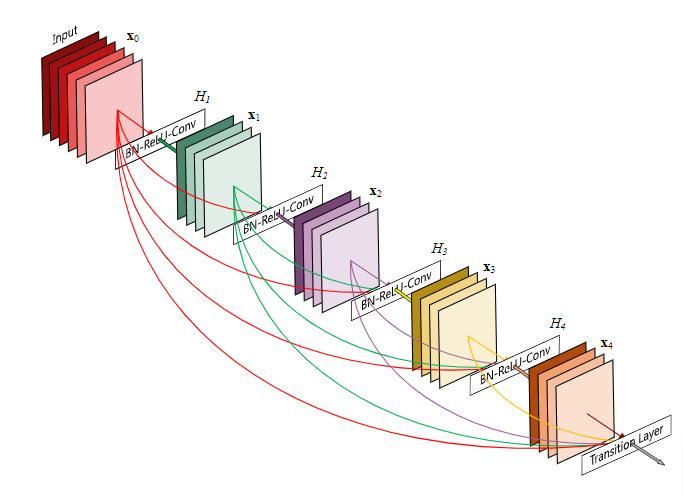 Input
x0
H1
BN-ReLU-Conv
x1
H2
BN-ReLU-Conv
x2
H3
BN-ReLU-Conv
x3
H4
BN-ReLU-Conv
x4
Transition Layer